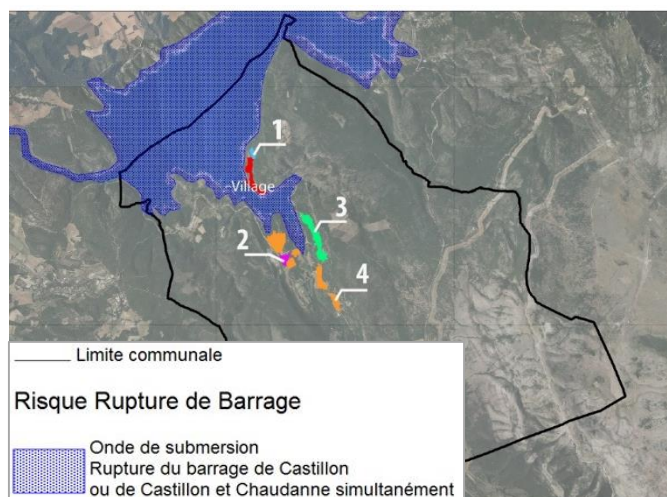 1
Village
3
2
4
Limite communale
Risque Rupture de Barrage
Onde de submersion
Rupture du barrage de Castillon
ou de Castillon et Chaudanne simultanément